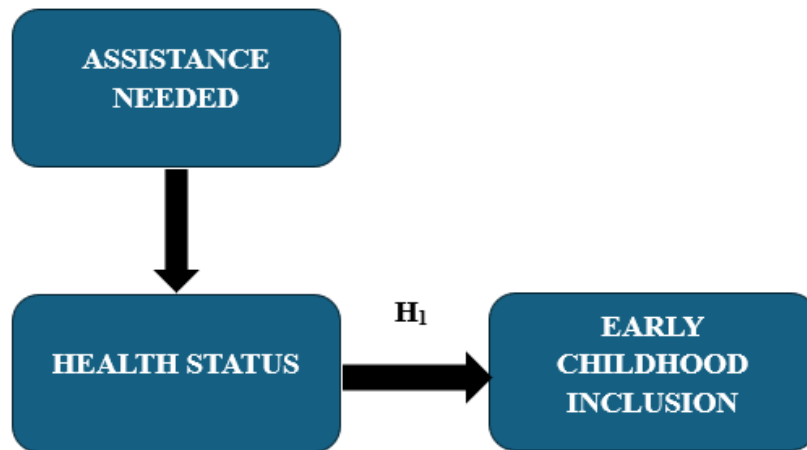 ASSISTANCE
NEEDED
HEALTH STATUS
H₁
EARLY
CHILDHOOD
INCLUSION